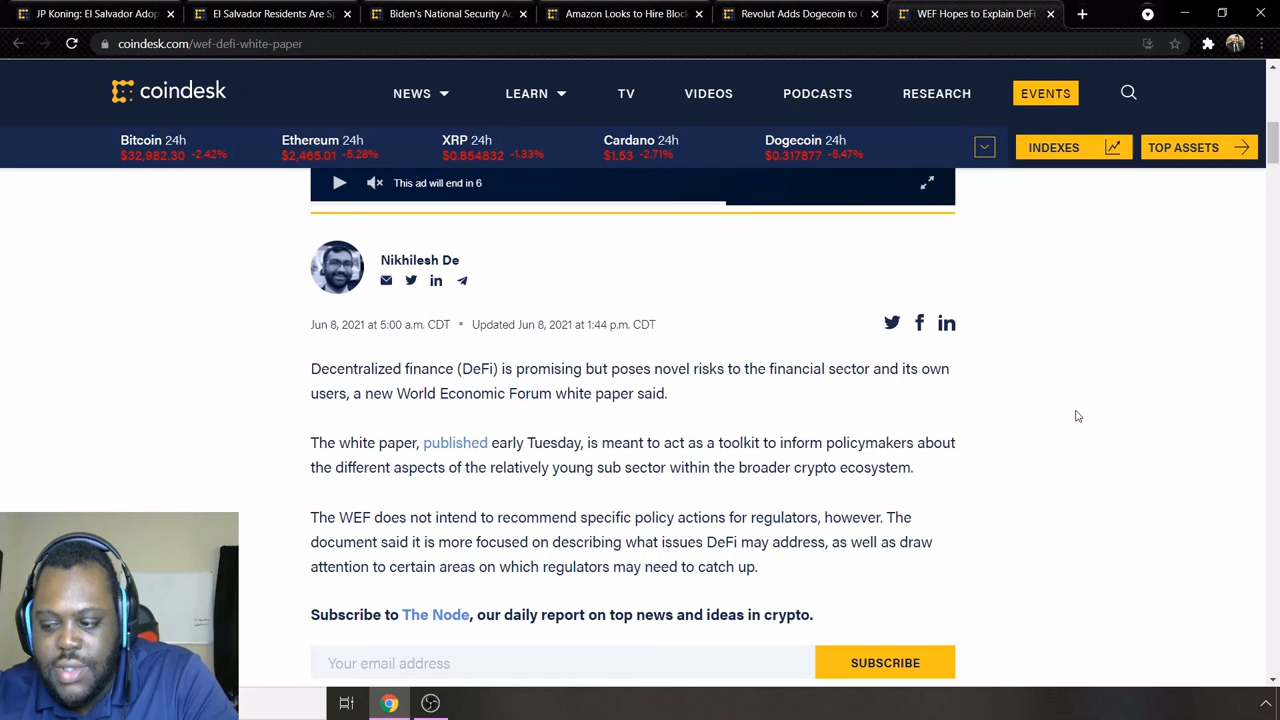 JP Koning: El Salvador Adop
El Salvador Residents Are Sp
Biden's National Security A
Amazon Looks to Hire Block
Revolut Adds Dogecoin to C
WEF Hopes to Explain DeFi
coindesk.com/wef-defi-white-paper
coindesk
NEWS
LEARN
TV
VIDEOS
PODCASTS
RESEARCH
EVENTS
Bitcoin 24h
$32,982.30 -2.42%
Ethereum 24h
$2,465.01 -5.28%
XRP 24h
$0.854832 -1.33%
Cardano 24h
$1.53 -2.71%
Dogecoin 24h
$0.317877 -5.47%
INDEXES
TOP ASSETS
This ad will end in 6
Nikhilesh De
Jun 8, 2021 at 5:00 a.m. CDT • Updated Jun 8, 2021 at 1:44 p.m. CDT
Decentralized finance (DeFi) is promising but poses novel risks to the financial sector and its own
users, a new World Economic Forum white paper said.
The white paper, published early Tuesday, is meant to act as a toolkit to inform policymakers about
the different aspects of the relatively young sub sector within the broader crypto ecosystem.
The WEF does not intend to recommend specific policy actions for regulators, however. The
document said it is more focused on describing what issues DeFi may address, as well as draw
attention to certain areas on which regulators may need to catch up.
Subscribe to The Node, our daily report on top news and ideas in crypto.
Your email address
SUBSCRIBE